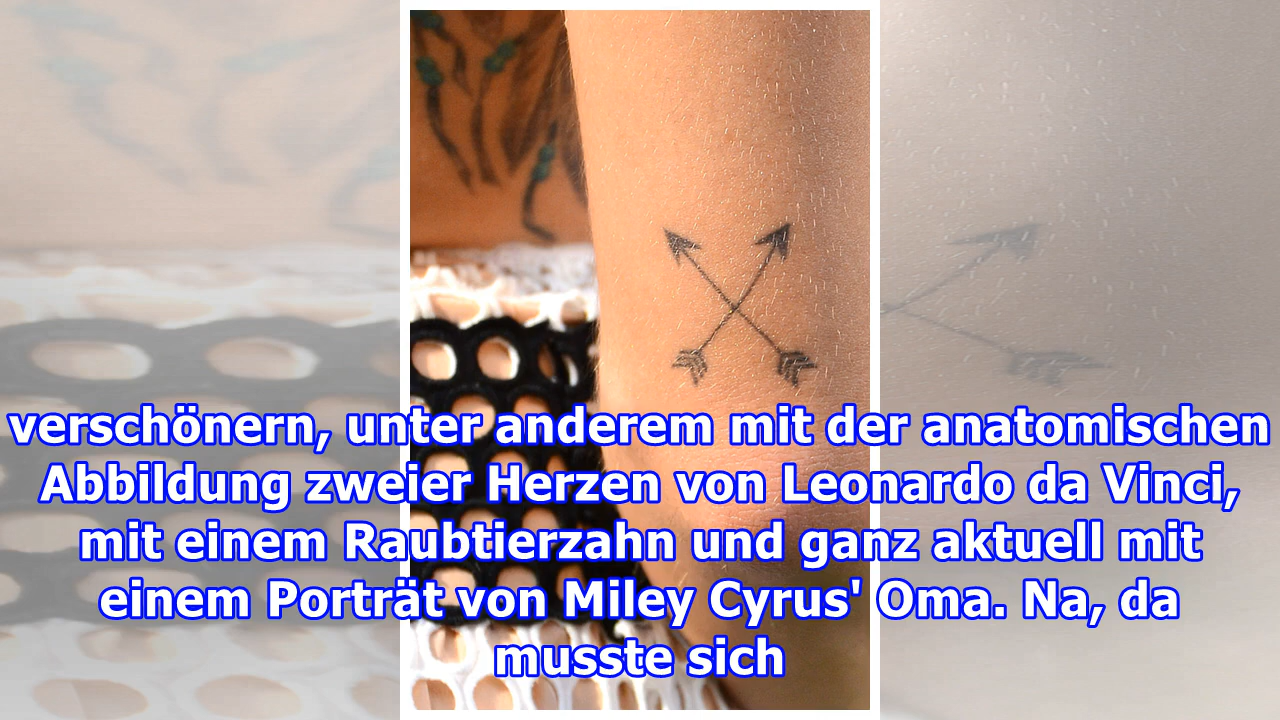 verschönern, unter anderem mit der anatomischen
Abbildung zweier Herzen von Leonardo da Vinci,
mit einem Raubtierzahn und ganz aktuell mit
einem Porträt von Miley Cyrus' Oma. Na, da
musste sich